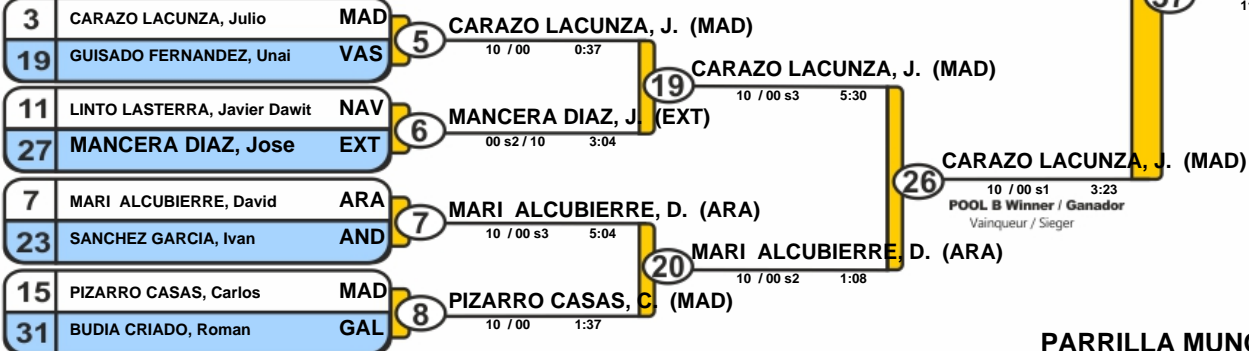 3 CARAZO LACUNZA, Julio MAD
19 GUISADO FERNANDEZ, Unai VAS
5 CARAZO LACUNZA, J. (MAD)
10 / 00 0:37
11 LINTO LASTERRA, Javier Dawit NAV
27 MANCERA DIAZ, Jose EXT
6 MANCERA DIAZ, J. (EXT)
00 s2 / 10 3:04
19 CARAZO LACUNZA, J. (MAD)
10 / 00 s3 5:30
7 MARI ALCUBIERRE, David ARA
23 SANCHEZ GARCIA, Ivan AND
7 MARI ALCUBIERRE, D. (ARA)
10 / 00 s3 5:04
15 PIZARRO CASAS, Carlos MAD
31 BUDIA CRIADO, Roman GAL
8 PIZARRO CASAS, C. (MAD)
10 / 00 1:37
20 MARI ALCUBIERRE, D. (ARA)
10 / 00 s2 1:08
26 CARAZO LACUNZA, J. (MAD)
10 / 00 s1 3:23
POOL B Winner / Ganador
Vainqueur / Sieger